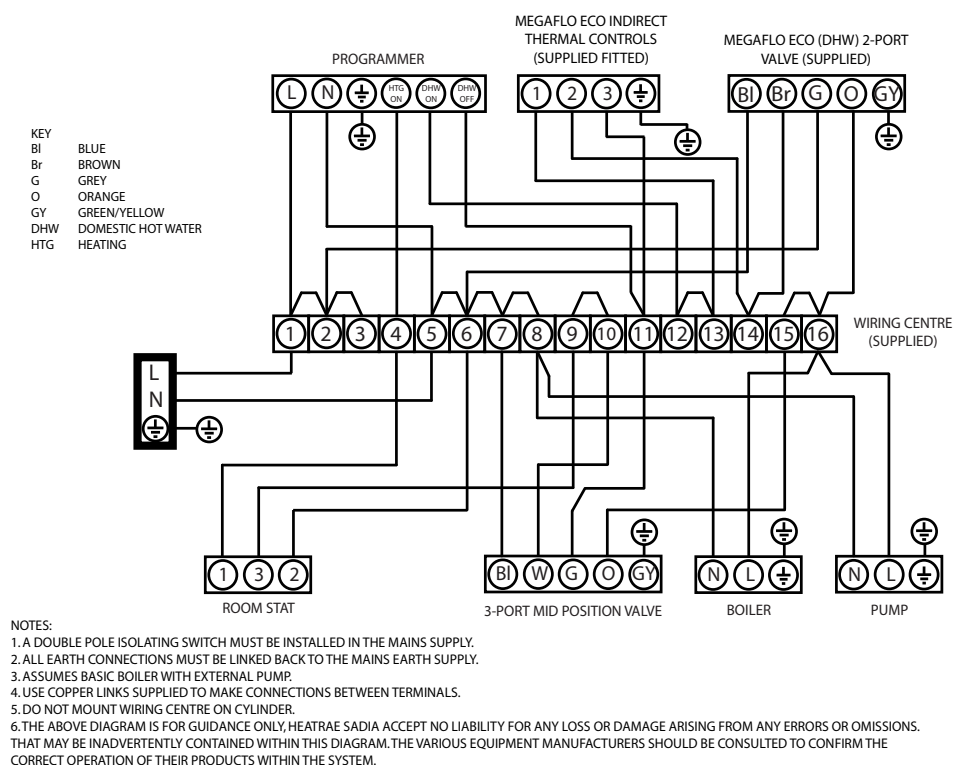 MEGAFLO ECO INDIRECT
THERMAL CONTROLS
(SUPPLIED FITTED)
MEGAFLO ECO (DHW) 2-PORT
VALVE (SUPPLIED)
PROGRAMMER
L N HTG ON DHW ON DHW OFF
1 2 3
Bl Br G O GY
KEY
Bl BLUE
Br BROWN
G GREY
O ORANGE
GY GREEN/YELLOW
DHW DOMESTIC HOT WATER
HTG HEATING
1 2 3 4 5 6 7 8 9 10 11 12 13 14 15 16
WIRING CENTRE
(SUPPLIED)
L
N
1 3 2
Bl W G O GY
N L
N L
ROOM STAT
3-PORT MID POSITION VALVE
BOILER
PUMP
NOTES:
1. A DOUBLE POLE ISOLATING SWITCH MUST BE INSTALLED IN THE MAINS SUPPLY.
2. ALL EARTH CONNECTIONS MUST BE LINKED BACK TO THE MAINS EARTH SUPPLY.
3. ASSUMES BASIC BOILER WITH EXTERNAL PUMP.
4. USE COPPER LINKS SUPPLIED TO MAKE CONNECTIONS BETWEEN TERMINALS.
5. DO NOT MOUNT WIRING CENTRE ON CYLINDER.
6. THE ABOVE DIAGRAM IS FOR GUIDANCE ONLY, HEATRAE SADIA ACCEPT NO LIABILITY FOR ANY LOSS OR DAMAGE ARISING FROM ANY ERRORS OR OMISSIONS.
THAT MAY BE INADVERTENTLY CONTAINED WITHIN THIS DIAGRAM. THE VARIOUS EQUIPMENT MANUFACTURERS SHOULD BE CONSULTED TO CONFIRM THE
CORRECT OPERATION OF THEIR PRODUCTS WITHIN THE SYSTEM.